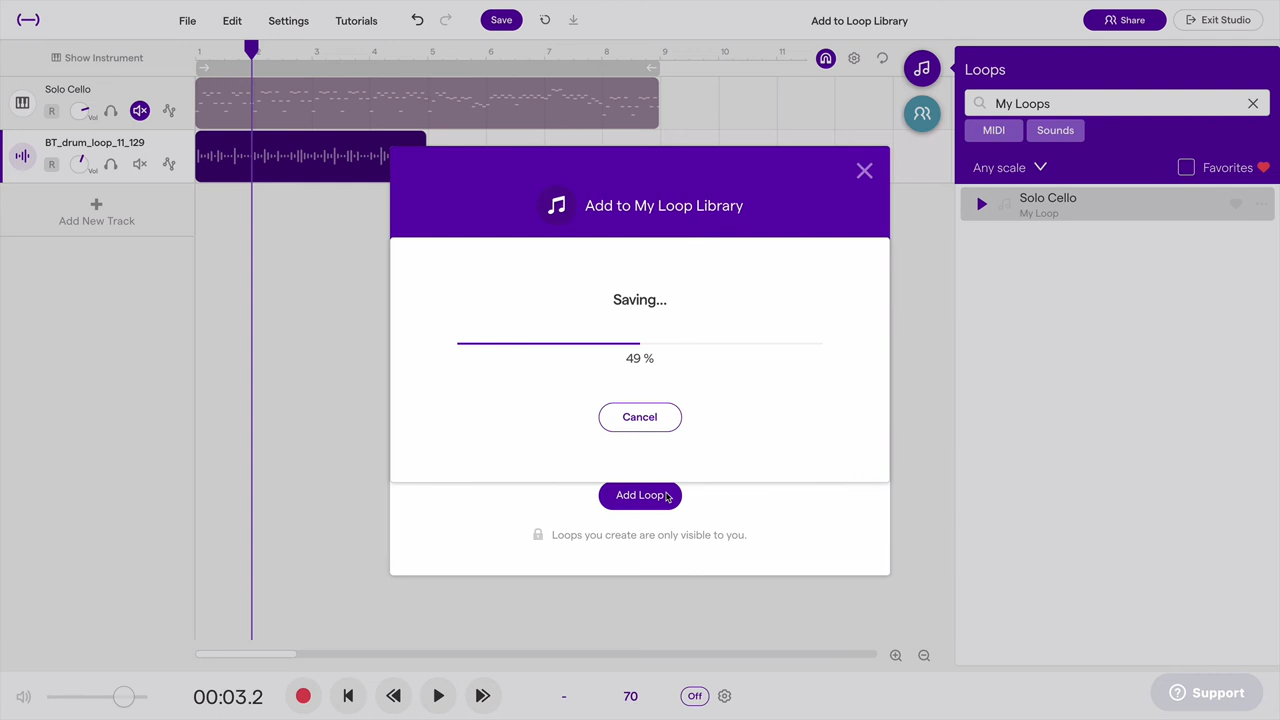 File Edit Settings Tutorials Save Add to Loop Library Share Exit Studio
Show Instrument
1 2 3 4 5 6 7 8 9 10 11
Loops
Solo Cello
R Vol
My Loops
MIDI Sounds
BT_drum_loop_11_129
R Vol
Any scale Favorites
Add to My Loop Library
Solo Cello
My Loop
Add New Track
Saving...
49 %
Cancel
Add Loop
Loops you create are only visible to you.
00:03.2 - 70 Off Support